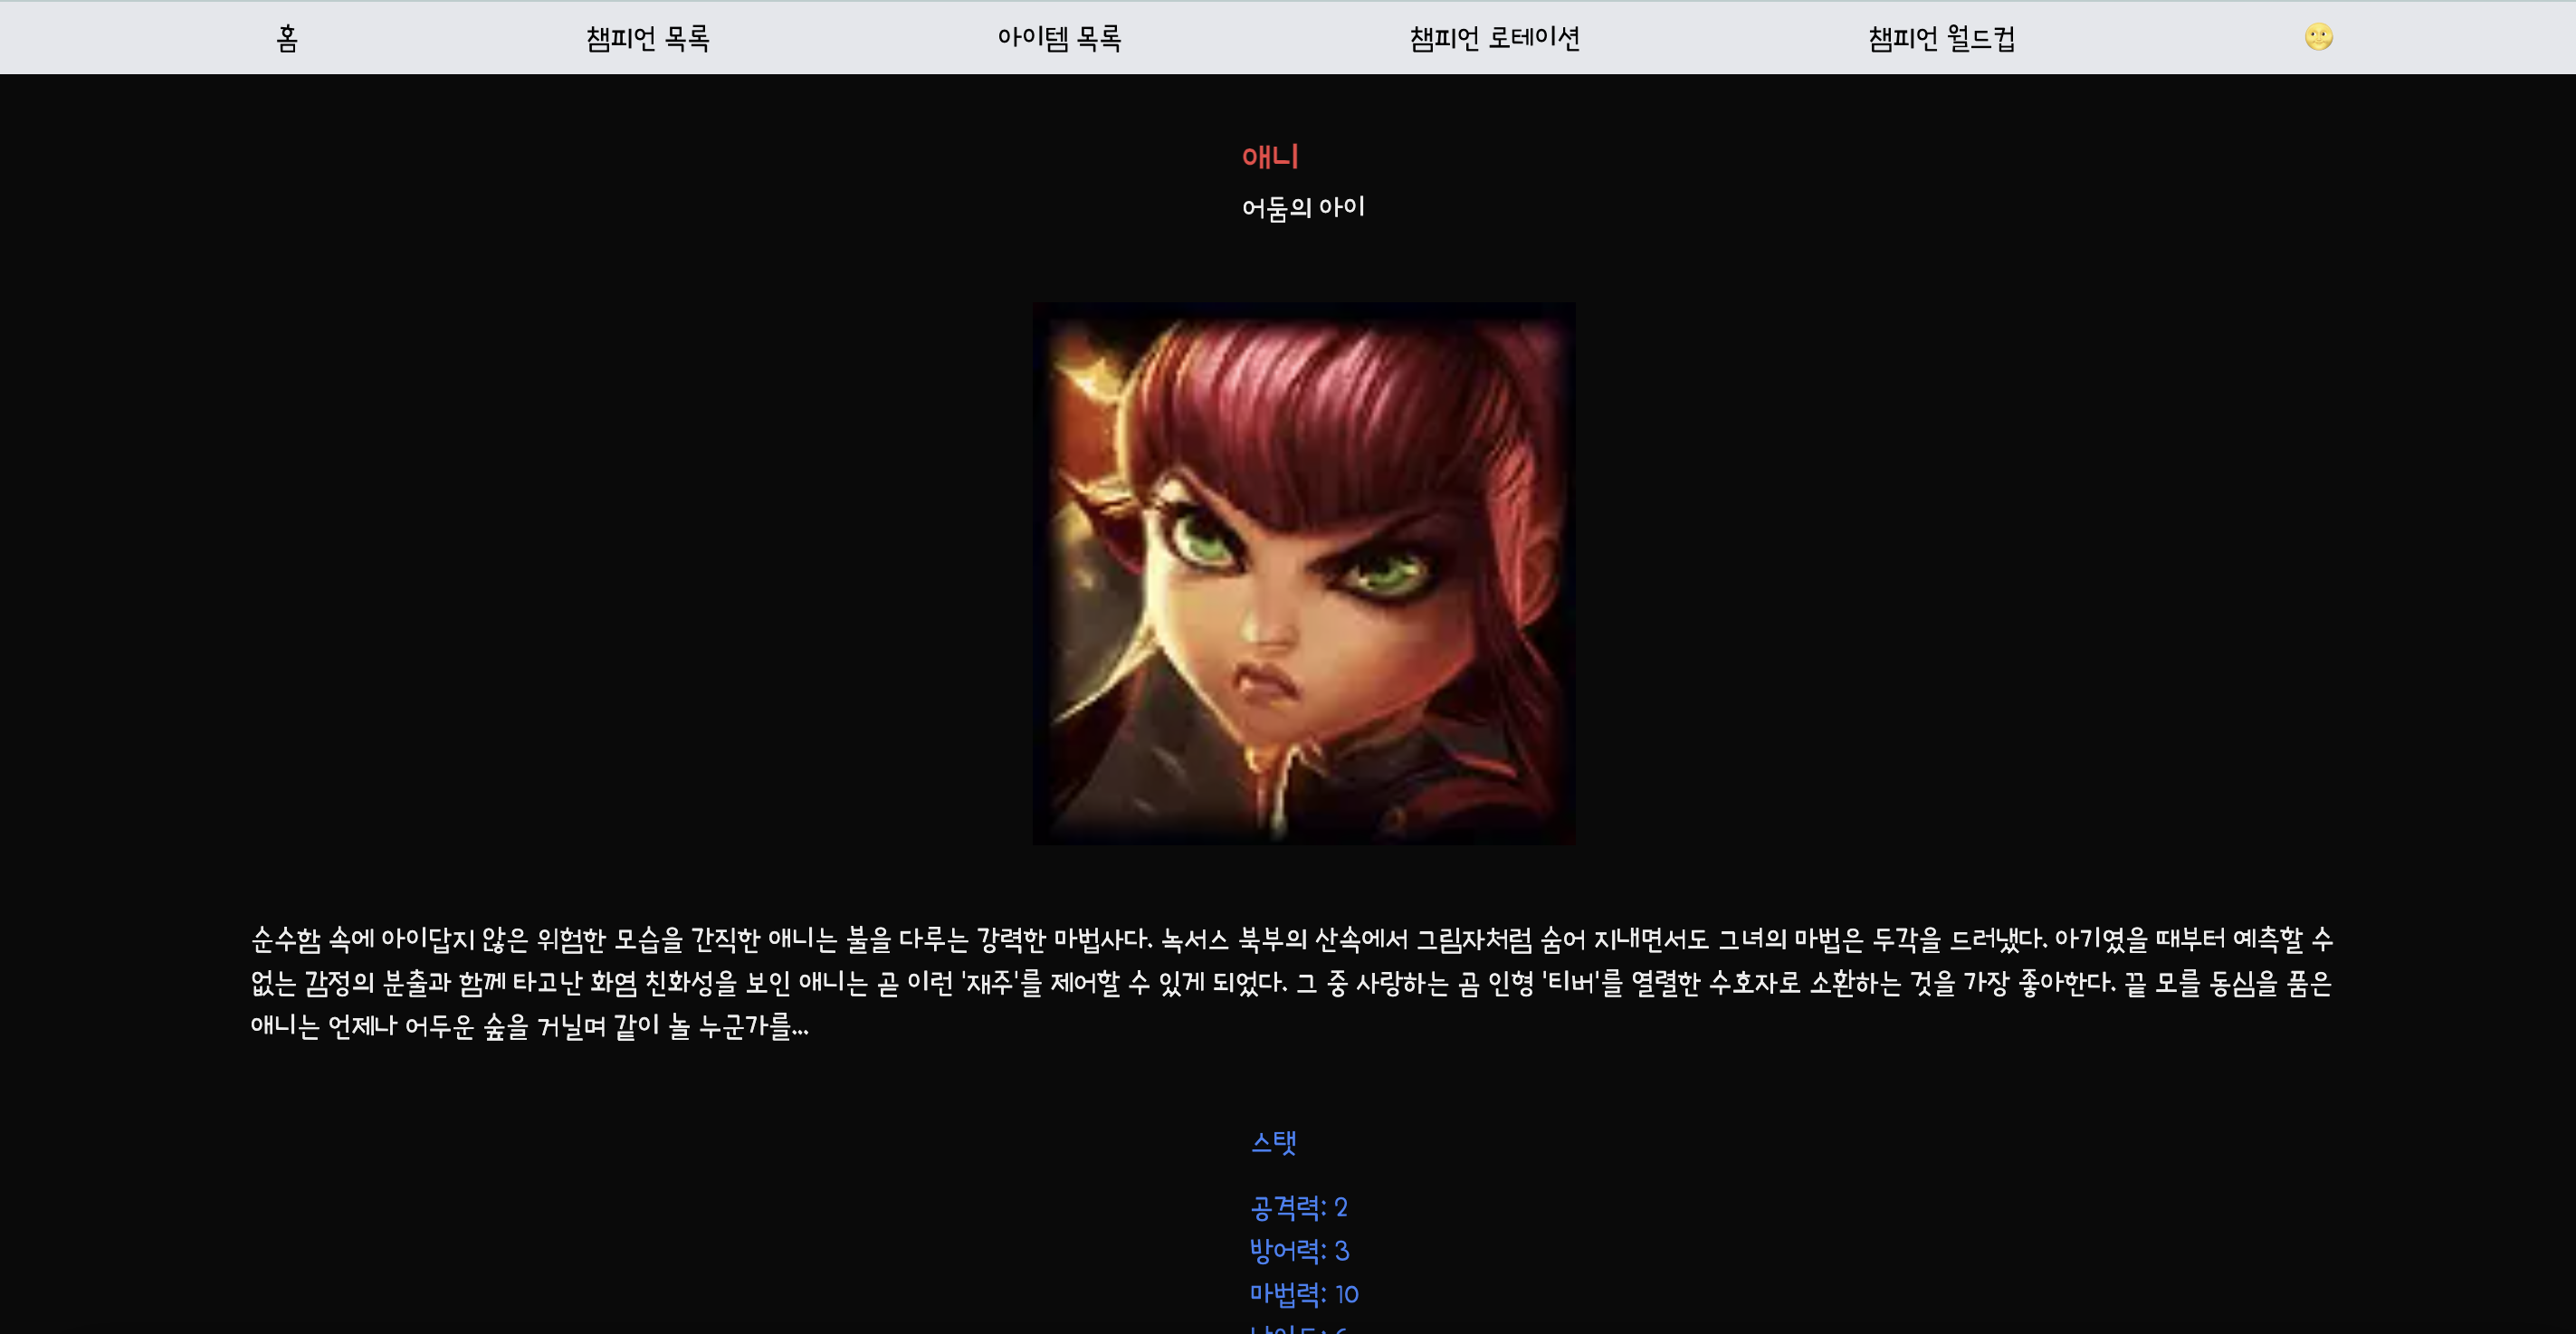 홈 챔피언 목록 아이템 목록 챔피언 로테이션 챔피언 월드컵
애니
어둠의 아이
순수함 속에 아이답지 않은 위험한 모습을 간직한 애니는 불을 다루는 강력한 마법사다. 녹서스 북부의 산속에서 그림자처럼 숨어 지내면서도 그녀의 마법은 두각을 드러냈다. 아기였을 때부터 예측할 수
없는 감정의 분출과 함께 타고난 화염 친화성을 보인 애니는 곧 이런 '재주'를 제어할 수 있게 되었다. 그 중 사랑하는 곰 인형 '티버'를 열렬한 수호자로 소환하는 것을 가장 좋아한다. 끝 모를 동심을 품은
애니는 언제나 어두운 숲을 거닐며 같이 놀 누군가를...
스탯
공격력: 2
방어력: 3
마법력: 10